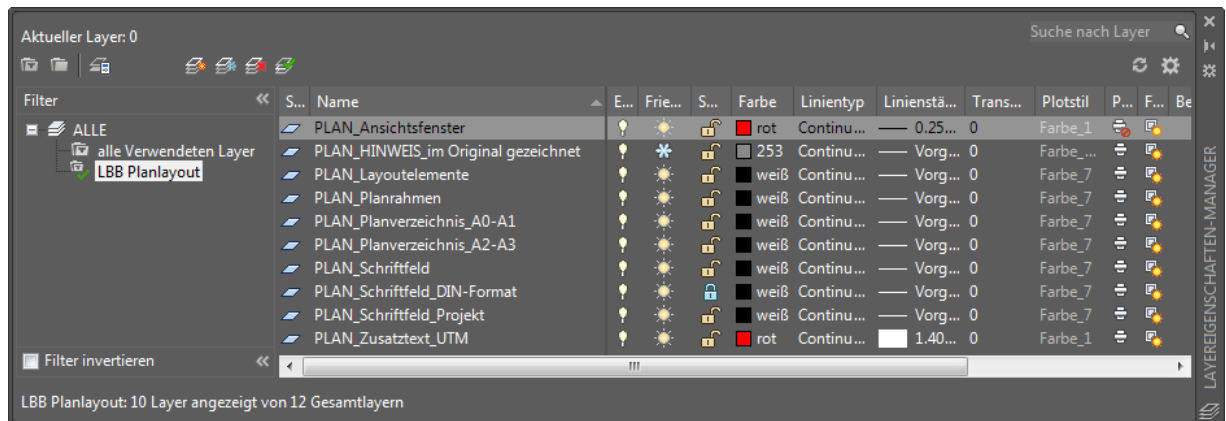 Aktueller Layer: 0
Suche nach Layer
Filter
S... Name E... Frie... S... Farbe Linientyp Linienstä... Trans... Plotstil P... F... Be
ALLE
alle Verwendeten Layer
LBB Planlayout
PLAN_Ansichtsfenster rot Continu... 0.25... 0 Farbe_1
PLAN_HINWEIS_im Original gezeichnet 253 Continu... Vorg... 0 Farbe_...
PLAN_Layoutelemente weiß Continu... Vorg... 0 Farbe_7
PLAN_Planrahmen weiß Continu... Vorg... 0 Farbe_7
PLAN_Planverzeichnis_A0-A1 weiß Continu... Vorg... 0 Farbe_7
PLAN_Planverzeichnis_A2-A3 weiß Continu... Vorg... 0 Farbe_7
PLAN_Schriftfeld weiß Continu... Vorg... 0 Farbe_7
PLAN_Schriftfeld_DIN-Format weiß Continu... Vorg... 0 Farbe_7
PLAN_Schriftfeld_Projekt weiß Continu... Vorg... 0 Farbe_7
PLAN_Zusatztext_UTM rot Continu... 1.40... 0 Farbe_1
Filter invertieren
LBB Planlayout: 10 Layer angezeigt von 12 Gesamtlayern
LAYEREIGENSCHAFTEN-MANAGER